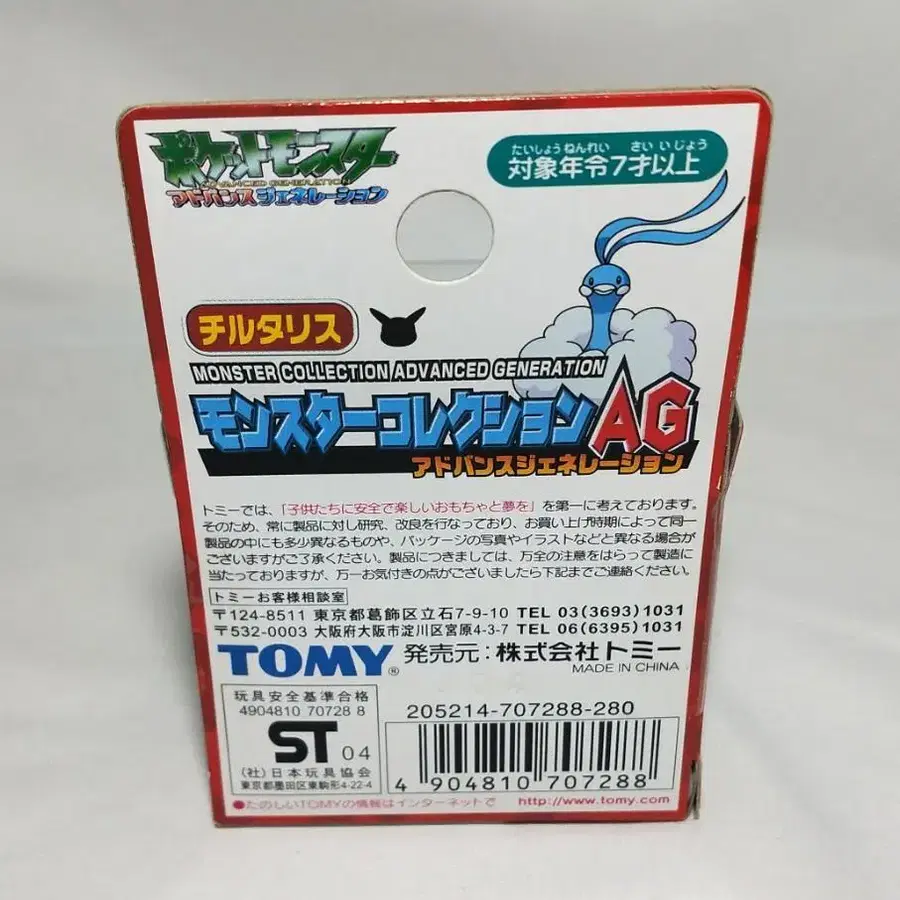 ポケットモンスター
ADVANCED GENERATION
アドバンスジェネレーション
たいしょうねんれい さい いじょう
対象年令7才以上
チルタリス
MONSTER COLLECTION ADVANCED GENERATION
モンスターコレクションAG
アドバンスジェネレーション
トミーでは、「子供たちに安全で楽しいおもちゃと夢を」を第一に考えております。
そのため、常に製品に対し研究、改良を行なっており、お買い上げ時期によって同一
製品の中にも多少異なるものや、パッケージの写真やイラストなどと異なる場合が
ございますがご了承ください。製品につきましては、万全の注意をはらって製造に
当たっておりますが、万一お気付きの点がございましたら下記までご連絡ください。
トミーお客様相談室
〒124-8511 東京都葛飾区立石7-9-10 TEL 03(3693)1031
〒532-0003 大阪府大阪市淀川区宮原4-3-7 TEL 06(6395)1031
TOMY® 発売元:株式会社トミー
MADE IN CHINA
玩具安全基準合格
4904810 70728 8
ST 04
(社)日本玩具協会
東京都墨田区東駒形4-22-4
205214-707288-280
4 904810 707288
●たのしいTOMYの情報はインターネットで http://www.tomy.com